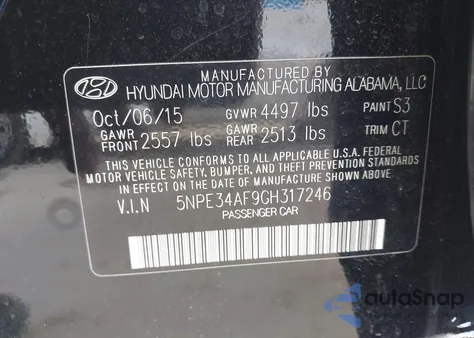 MANUFACTURED BY
HYUNDAI MOTOR MANUFACTURING ALABAMA, LLC
Oct/06/15 GVWR 4497 lbs PAINT S3
GAWR FRONT 2557 lbs GAWR REAR 2513 lbs TRIM CT
THIS VEHICLE CONFORMS TO ALL APPLICABLE U.S.A. FEDERAL
MOTOR VEHICLE SAFETY, BUMPER, AND THEFT PREVENTION
STANDARDS IN EFFECT ON THE DATE OF MANUFACTURE SHOWN ABOVE.
V.I.N 5NPE34AF9GH317246
PASSENGER CAR
autoSnap